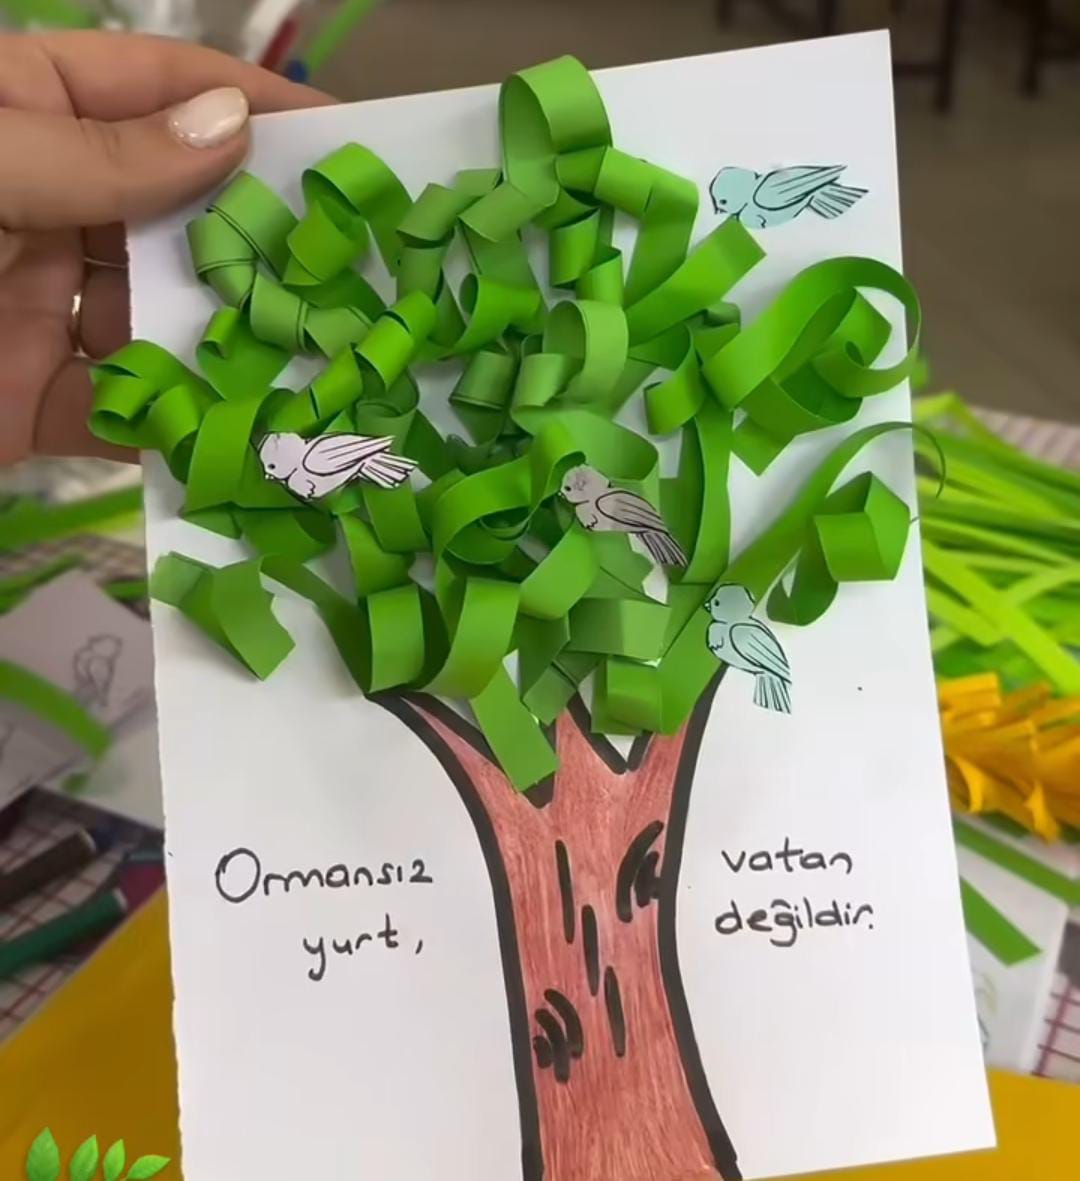 Ormansız
yurt,
vatan
değildir.